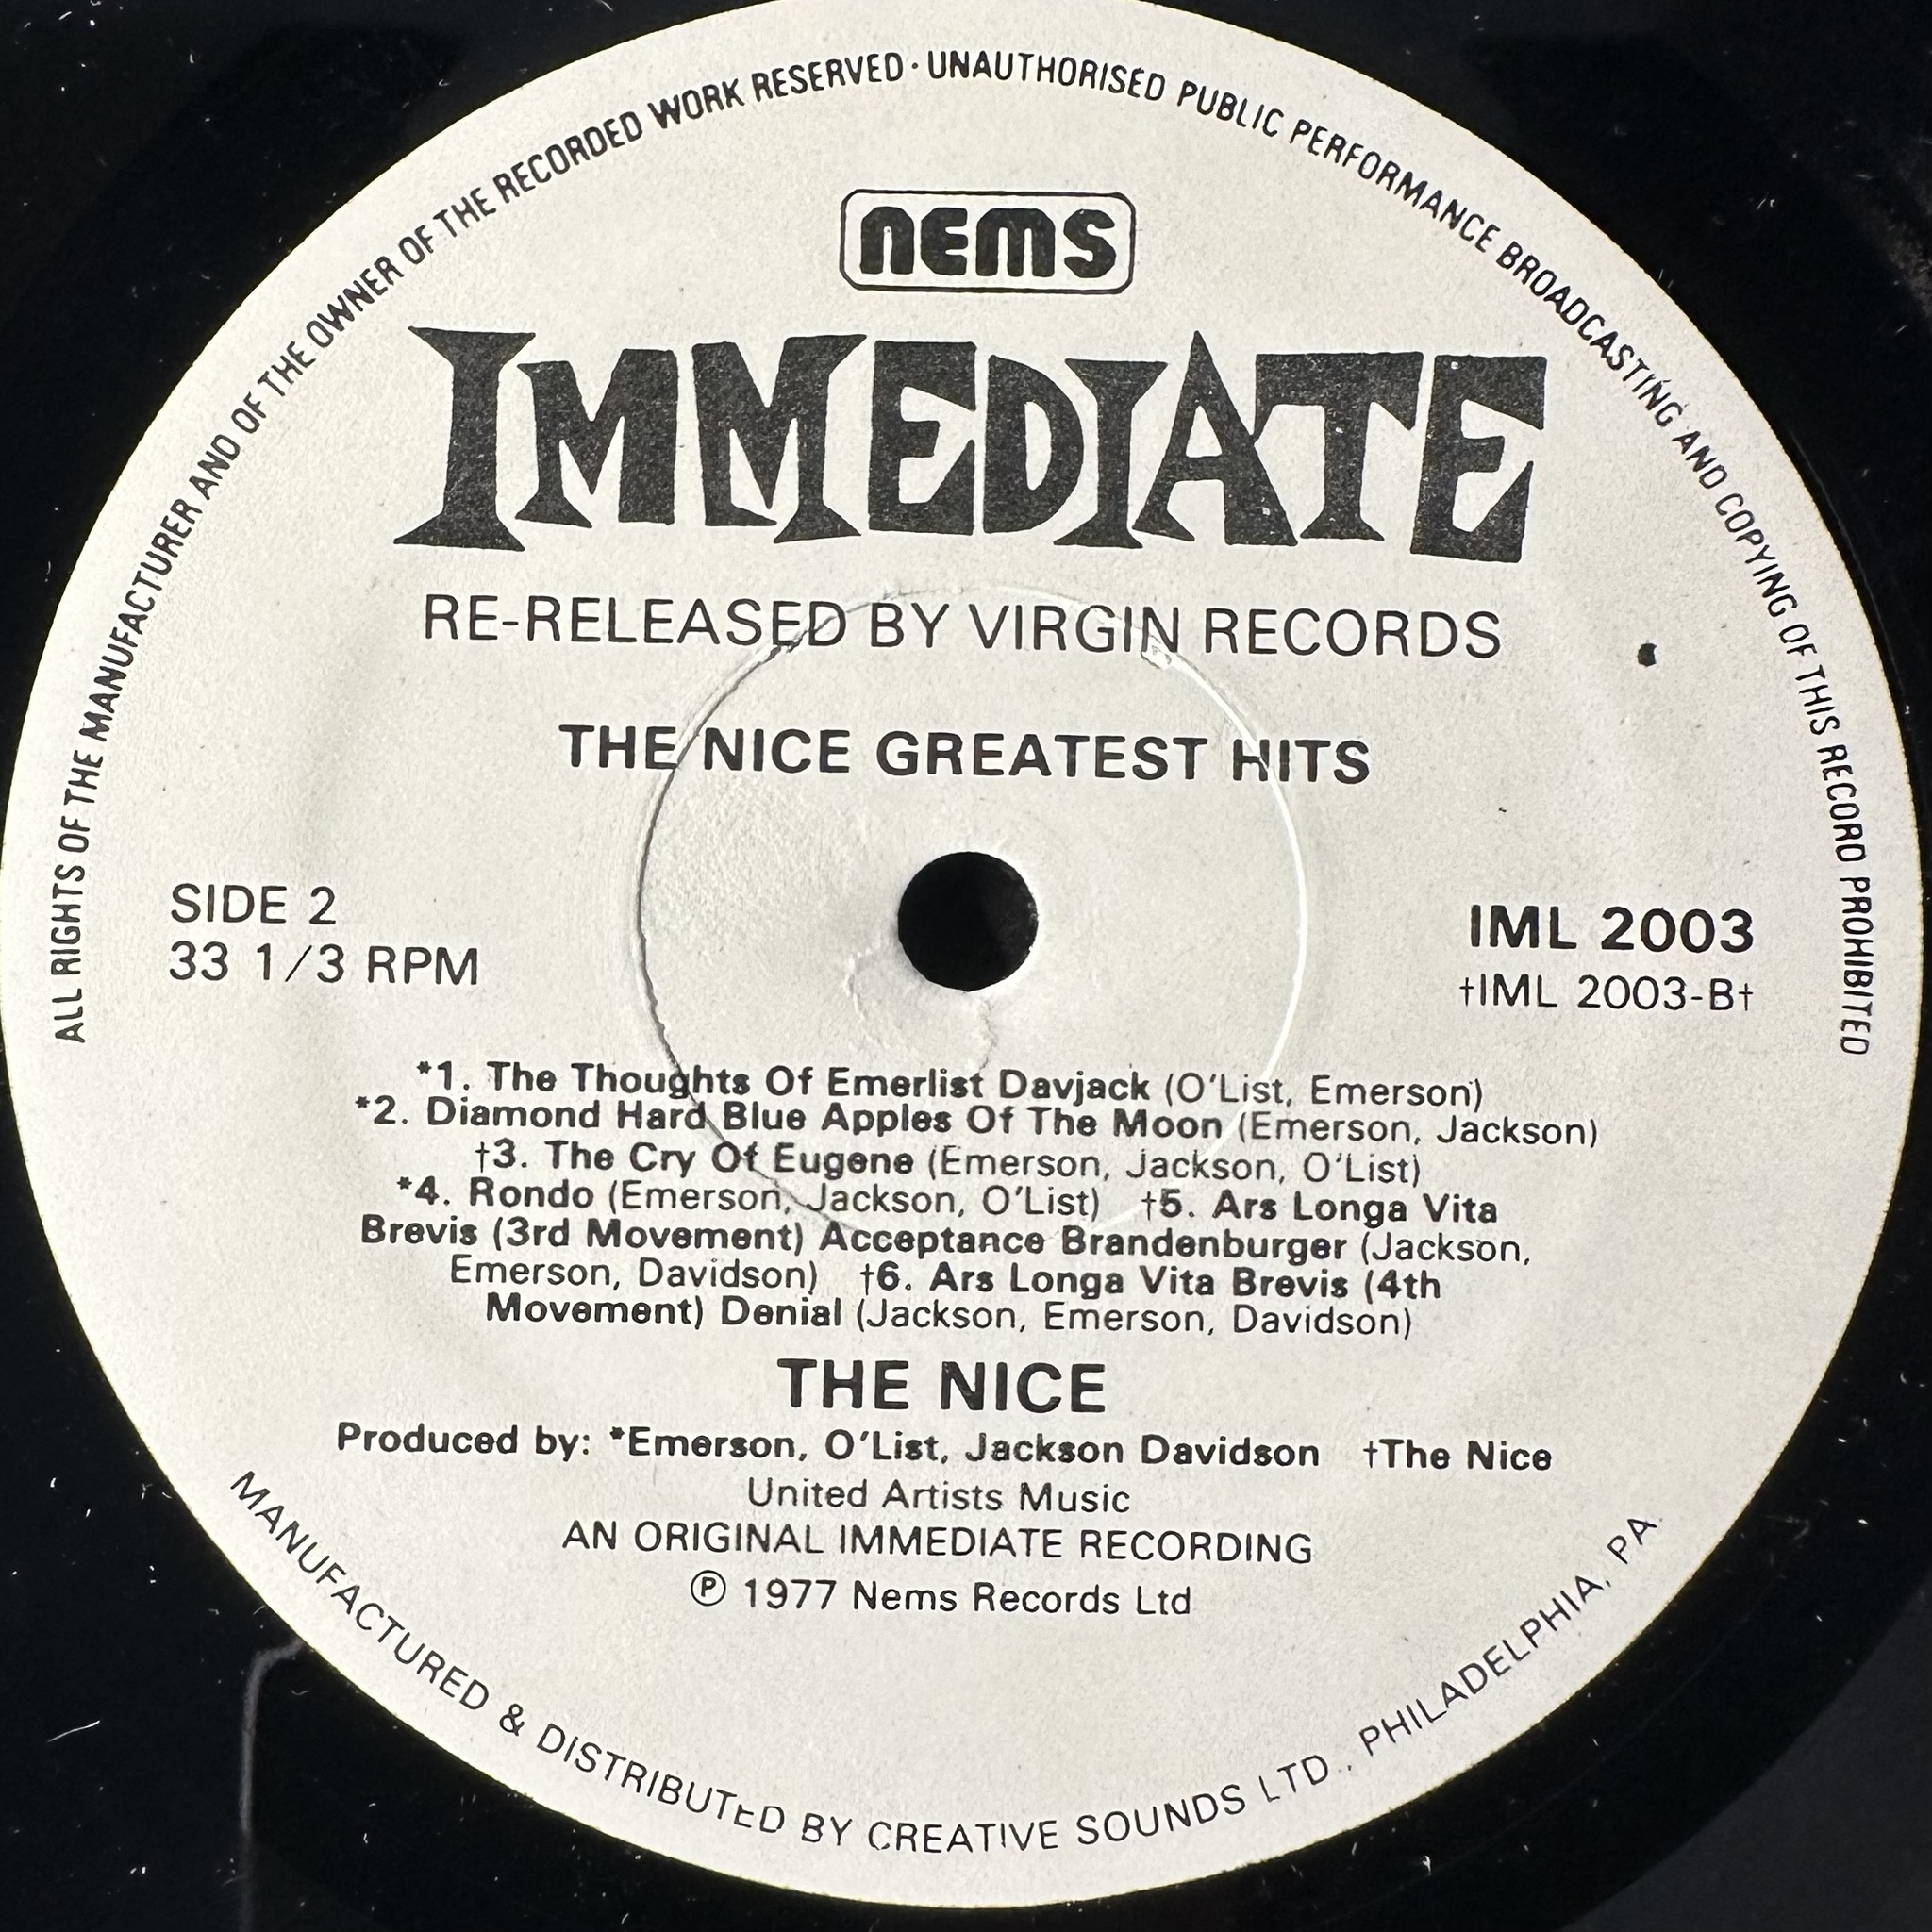 ALL RIGHTS OF THE MANUFACTURER AND OF THE OWNER OF THE RECORDED WORK RESERVED · UNAUTHORISED PUBLIC PERFORMANCE BROADCASTING AND COPYING OF THIS RECORD PROHIBITED
nems
IMMEDIATE
RE-RELEASED BY VIRGIN RECORDS
THE NICE GREATEST HITS
SIDE 2
33 1/3 RPM
IML 2003
†IML 2003-B†
*1. The Thoughts Of Emerlist Davjack (O'List, Emerson)
*2. Diamond Hard Blue Apples Of The Moon (Emerson, Jackson)
†3. The Cry Of Eugene (Emerson, Jackson, O'List)
*4. Rondo (Emerson, Jackson, O'List) †5. Ars Longa Vita
Brevis (3rd Movement) Acceptance Brandenburger (Jackson,
Emerson, Davidson) †6. Ars Longa Vita Brevis (4th
Movement) Denial (Jackson, Emerson, Davidson)
THE NICE
Produced by: *Emerson, O'List, Jackson Davidson †The Nice
United Artists Music
AN ORIGINAL IMMEDIATE RECORDING
Ⓟ 1977 Nems Records Ltd
MANUFACTURED & DISTRIBUTED BY CREATIVE SOUNDS LTD., PHILADELPHIA, PA.